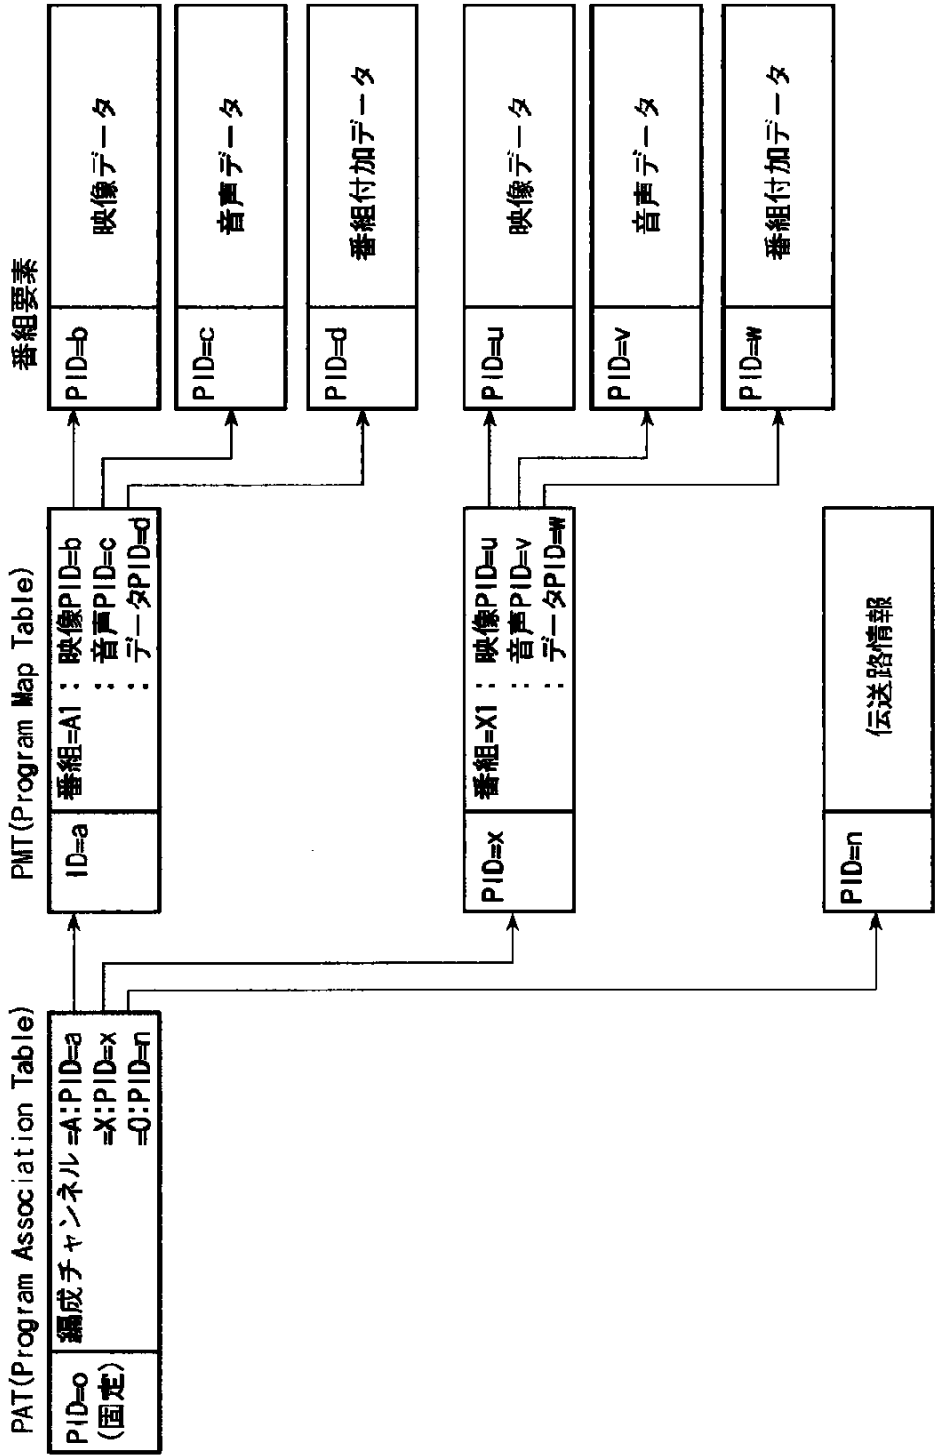 PAT(Program Association Table)
PID=o
(固定)
編成チャンネル=A:PID=a
=X:PID=x
=0:PID=n
PMT(Program Map Table)
ID=a
番組=A1 : 映像PID=b
: 音声PID=c
: データPID=d
PID=x
番組=X1 : 映像PID=u
: 音声PID=v
: データPID=w
PID=n
伝送路情報
番組要素
PID=b
映像データ
PID=c
音声データ
PID=d
番組付加データ
PID=u
映像データ
PID=v
音声データ
PID=w
番組付加データ